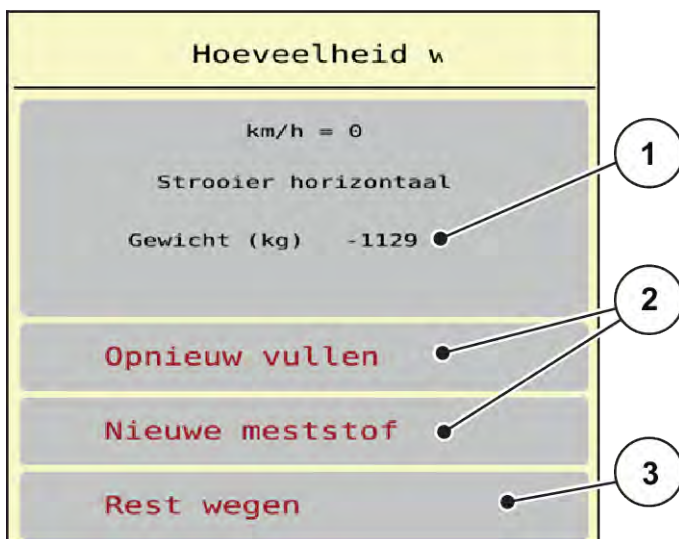 Hoeveelheid w
km/h = 0
Strooier horizontaal
Gewicht (kg) -1129
1
Opnieuw vullen
2
Nieuwe meststof
Rest wegen
3